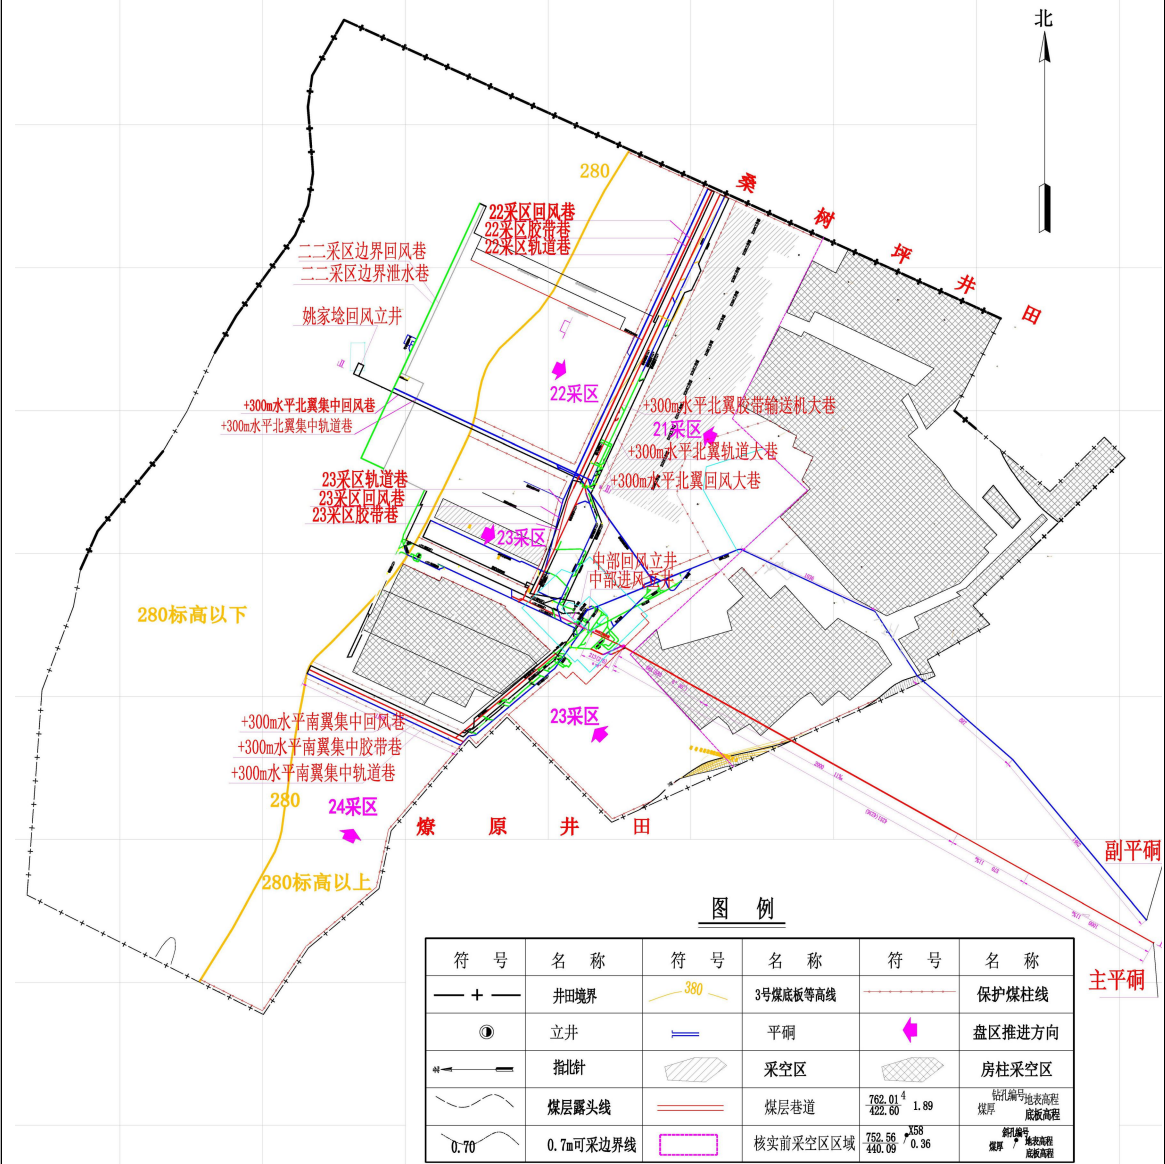 北
280
桑树坪井田
22采区回风巷
22采区胶带巷
22采区轨道巷
二二采区边界回风巷
二二采区边界泄水巷
姚家埝回风立井
22采区
+300m水平北翼集中回风巷
+300m水平北翼集中轨道巷
+300m水平北翼胶带输送机大巷
21采区
+300m水平北翼轨道大巷
+300m水平北翼回风大巷
23采区轨道巷
23采区回风巷
23采区胶带巷
23采区
中部回风立井
中部进风立井
280标高以下
23采区
+300m水平南翼集中回风巷
+300m水平南翼集中胶带巷
+300m水平南翼集中轨道巷
280
24采区
燎原井田
280标高以上
副平硐
主平硐
图 例
符 号 名 称 符 号 名 称 符 号 名 称
井田境界 380 3号煤底板等高线 保护煤柱线
立井 平硐 盘区推进方向
指北针 采空区 房柱采空区
煤层露头线 煤层巷道 762.01 4 422.60 1.89 钻孔编号 煤厚 地表高程 底板高程
0.70 0.7m可采边界线 核实前采空区区域 752.56 X58 440.09 0.36 斜孔编号 煤厚 地表高程 底板高程